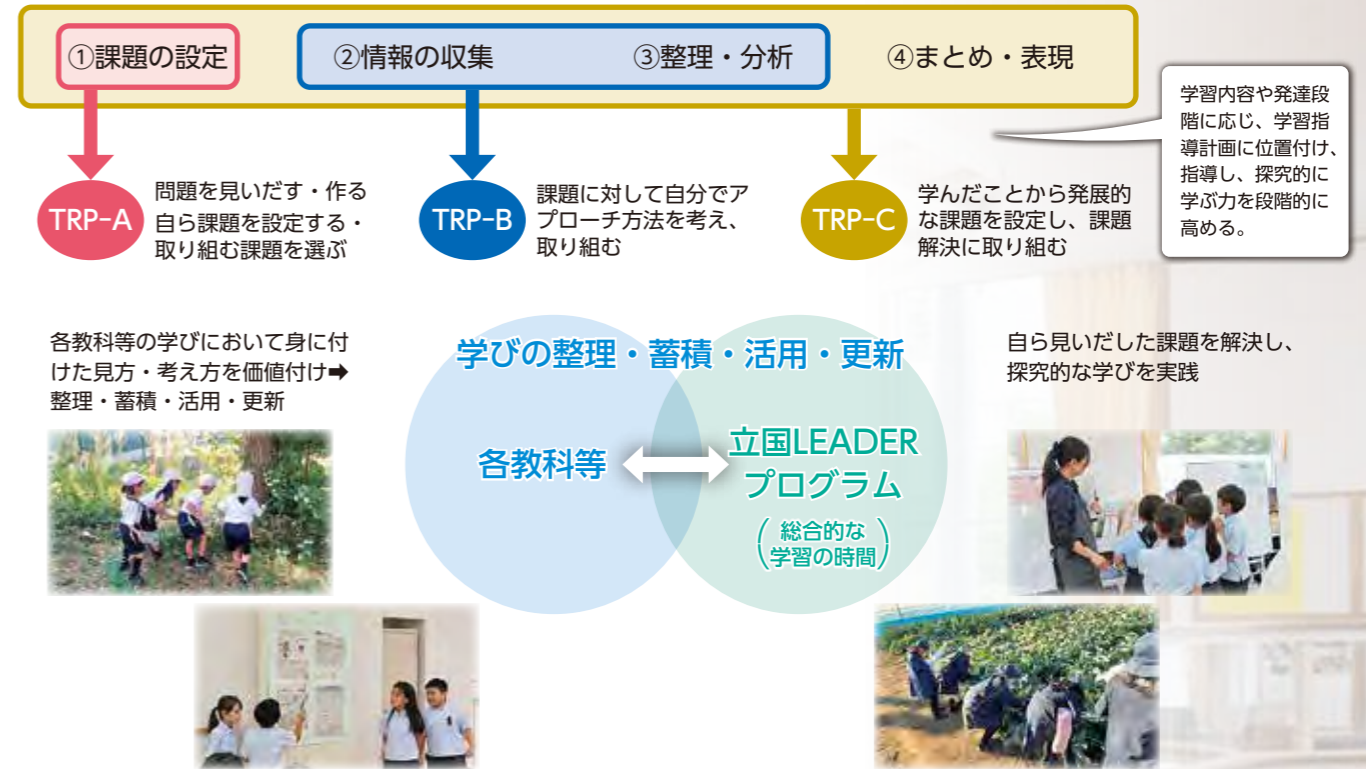 ①課題の設定
②情報の収集
③整理・分析
④まとめ・表現
学習内容や発達段
階に応じ、学習指
導計画に位置付け、
指導し、探究的に
学ぶ力を段階的に
高める。
TRP-A
問題を見いだす・作る
自ら課題を設定する・
取り組む課題を選ぶ
TRP-B
課題に対して自分でア
プローチ方法を考え、
取り組む
TRP-C
学んだことから発展的
な課題を設定し、課題
解決に取り組む
各教科等の学びにおいて身に付
けた見方・考え方を価値付け➡
整理・蓄積・活用・更新
学びの整理・蓄積・活用・更新
各教科等
立国LEADER
プログラム
(総合的な
学習の時間)
自ら見いだした課題を解決し、
探究的な学びを実践